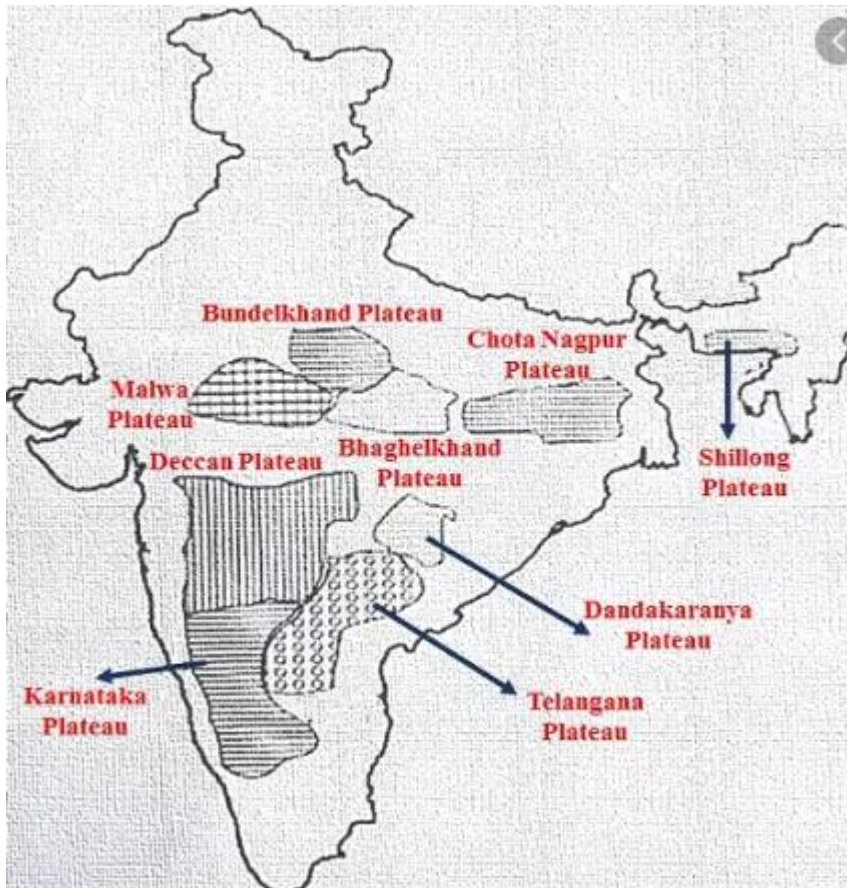 Bundelkhand Plateau
Chota Nagpur
Plateau
Malwa
Plateau
Bhaghelkhand
Plateau
Deccan Plateau
Shillong
Plateau
Dandakaranya
Plateau
Karnataka
Plateau
Telangana
Plateau